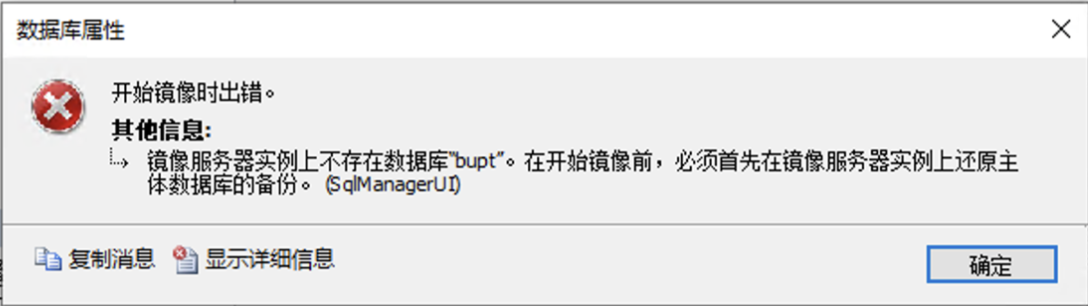 数据库属性
开始镜像时出错。
其他信息:
镜像服务器实例上不存在数据库“bupt”。在开始镜像前，必须首先在镜像服务器实例上还原主
体数据库的备份。 (SqlManagerUI)
复制消息 显示详细信息 确定